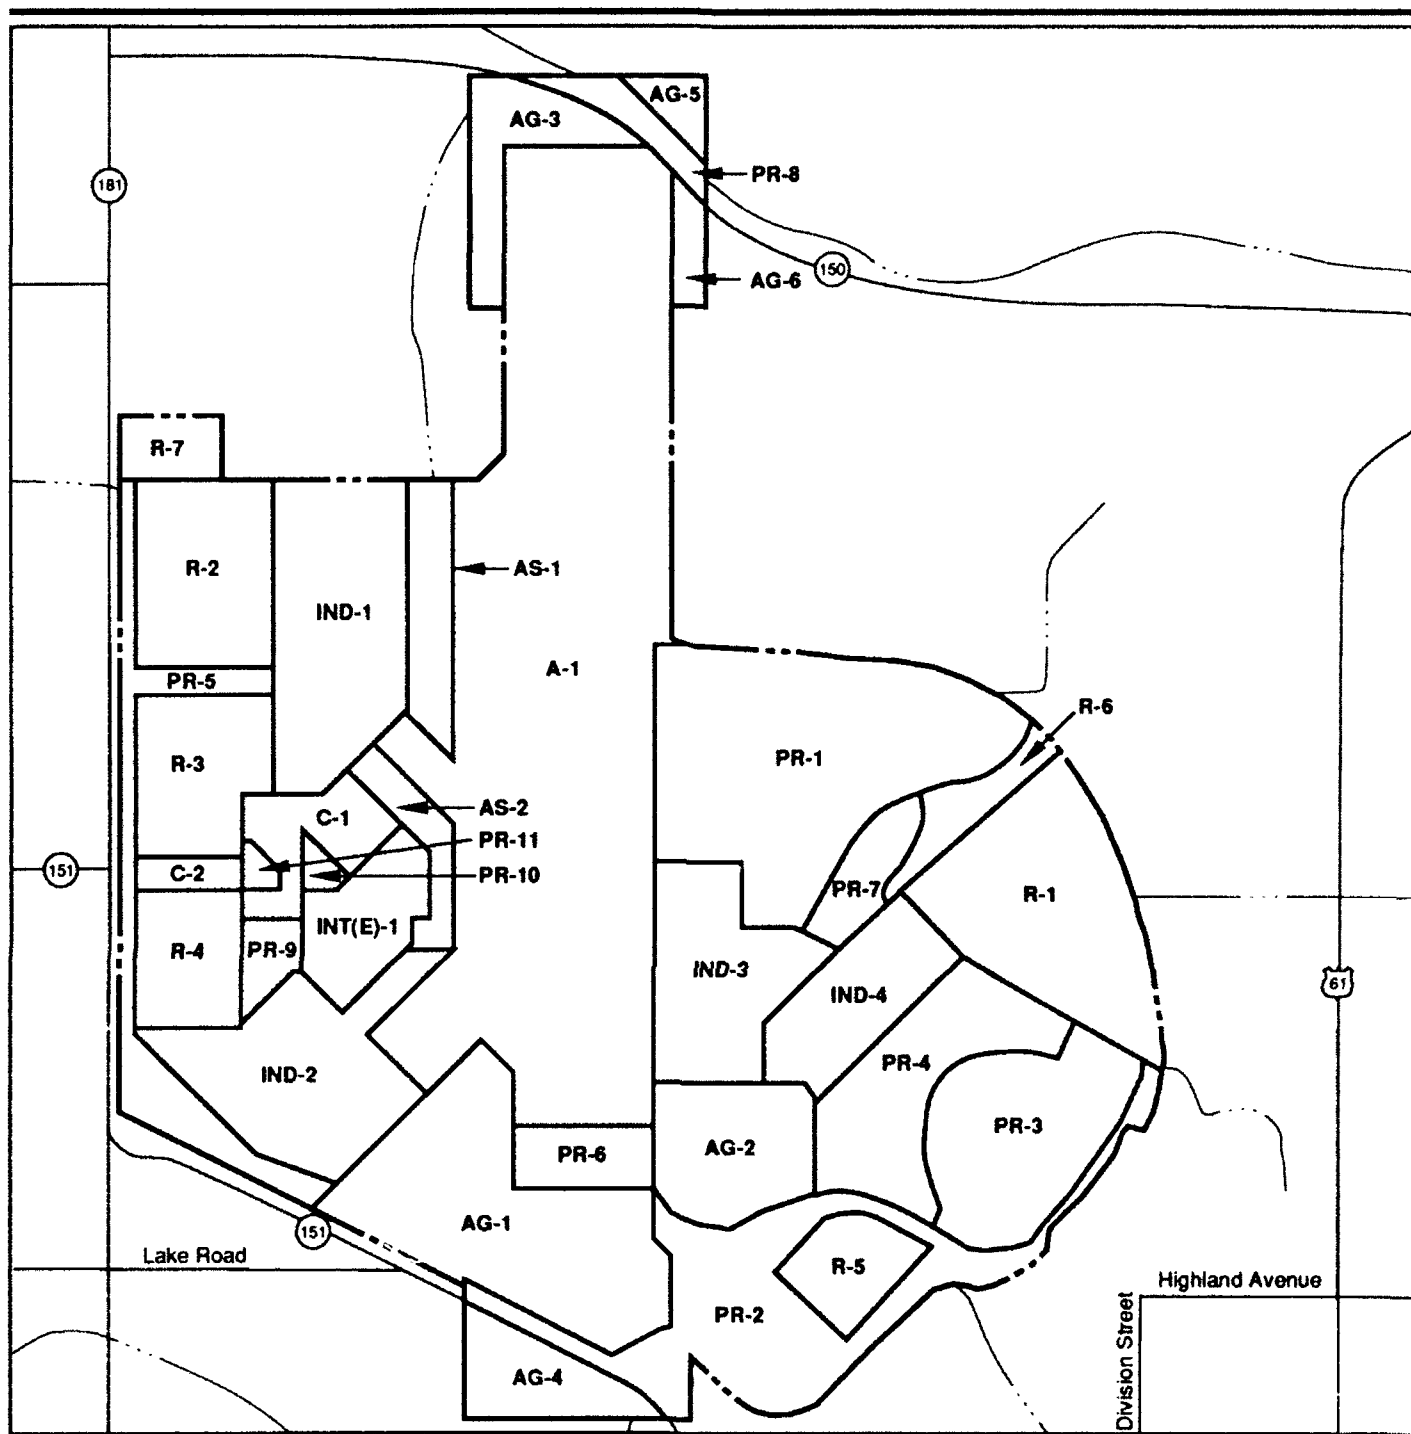 AG-5
AG-3
PR-8
181
150
AG-6
R-7
R-2
AS-1
IND-1
A-1
PR-5
R-6
R-3
PR-1
AS-2
C-1
PR-11
151
C-2
PR-10
PR-7
R-1
INT(E)-1
R-4
PR-9
IND-3
61
IND-4
IND-2
PR-4
PR-3
PR-6
AG-2
AG-1
151
Lake Road
R-5
Highland Avenue
PR-2
Division Street
AG-4